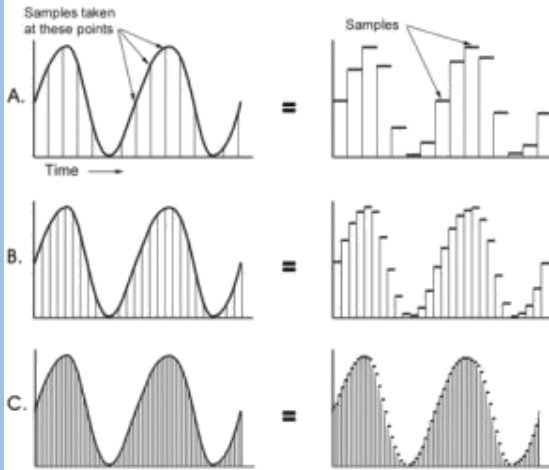 Samples taken
at these points
Samples
A.
=
Time
B.
=
C.
=